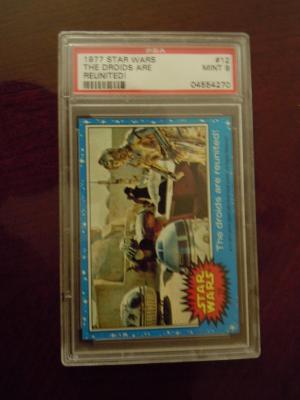 PSA
1977 STAR WARS #12
THE DROIDS ARE MINT 9
REUNITED!
04554270
The droids are reunited!
STAR
WARS